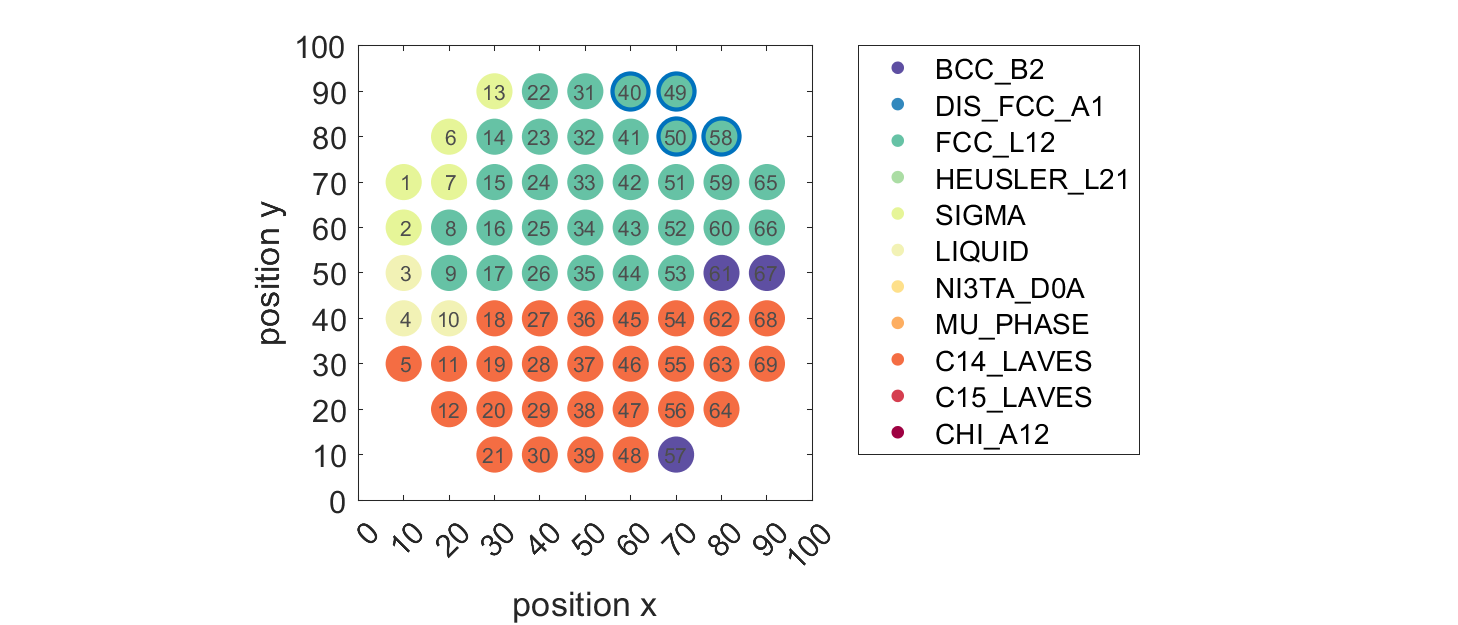 100
90
80
70
60
50
40
30
20
10
0
position y
13 22 31 40 49
6 14 23 32 41 50 58
1 7 15 24 33 42 51 59 65
2 8 16 25 34 43 52 60 66
3 9 17 26 35 44 53 61 67
4 10 18 27 36 45 54 62 68
5 11 19 28 37 46 55 63 69
12 20 29 38 47 56 64
21 30 39 48 57
0 10 20 30 40 50 60 70 80 90 100
position x
BCC_B2
DIS_FCC_A1
FCC_L12
HEUSLER_L21
SIGMA
LIQUID
NI3TA_D0A
MU_PHASE
C14_LAVES
C15_LAVES
CHI_A12